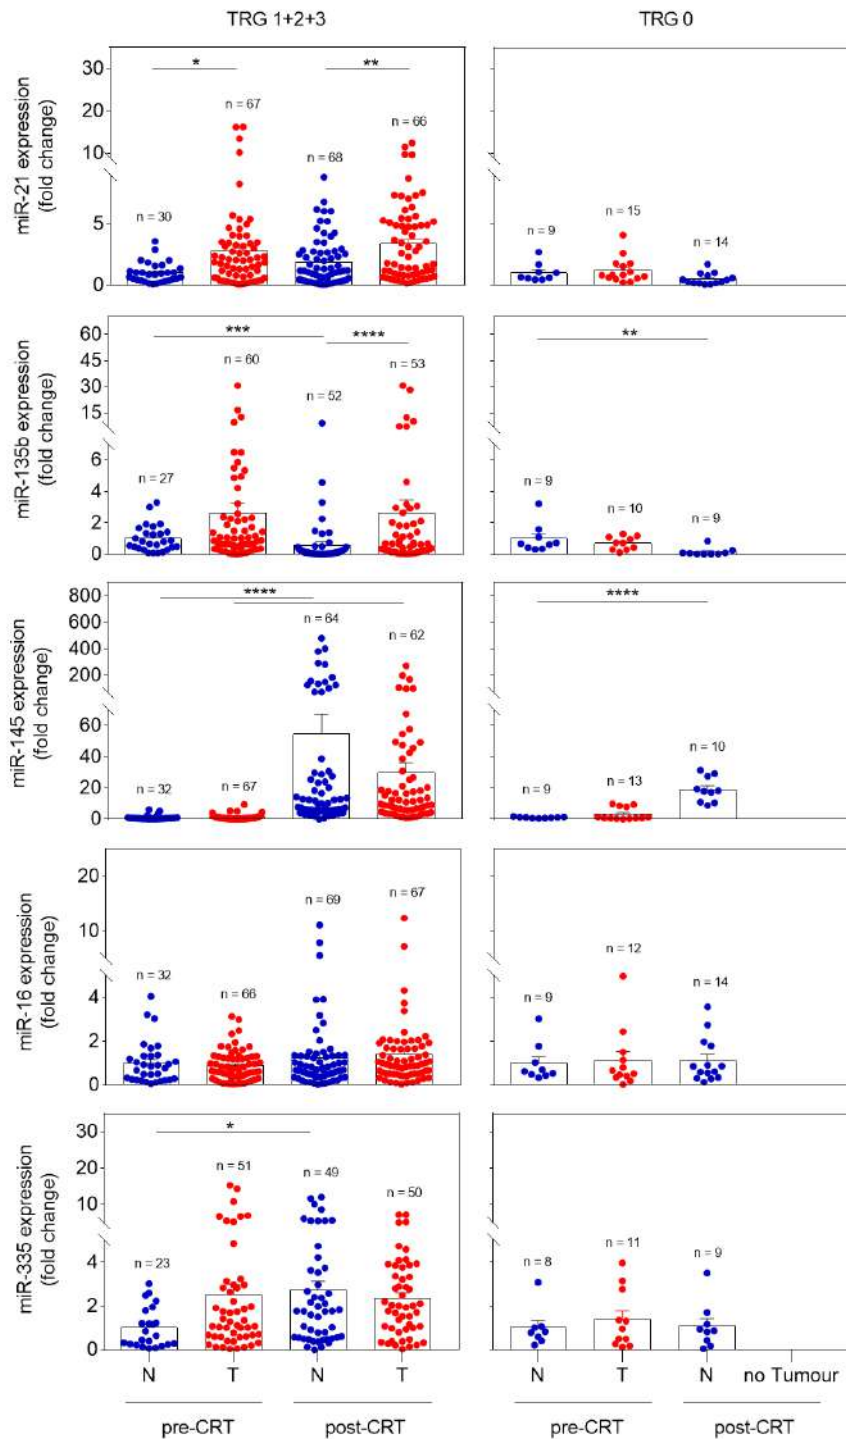 TRG 1+2+3
TRG 0
miR-21 expression
(fold change)
30
20
10
5
0
*
**
n = 30
n = 67
n = 68
n = 66
n = 9
n = 15
n = 14
miR-135b expression
(fold change)
60
45
30
15
6
4
2
0
***
****
n = 27
n = 60
n = 52
n = 53
**
n = 9
n = 10
n = 9
miR-145 expression
(fold change)
800
600
400
200
60
40
20
0
****
n = 32
n = 67
n = 64
n = 62
****
n = 9
n = 13
n = 10
miR-16 expression
(fold change)
20
10
4
2
0
n = 32
n = 66
n = 69
n = 67
n = 9
n = 12
n = 14
miR-335 expression
(fold change)
30
20
10
4
2
0
*
n = 23
n = 51
n = 49
n = 50
n = 8
n = 11
n = 9
N T N T
N T N no Tumour
pre-CRT post-CRT
pre-CRT post-CRT